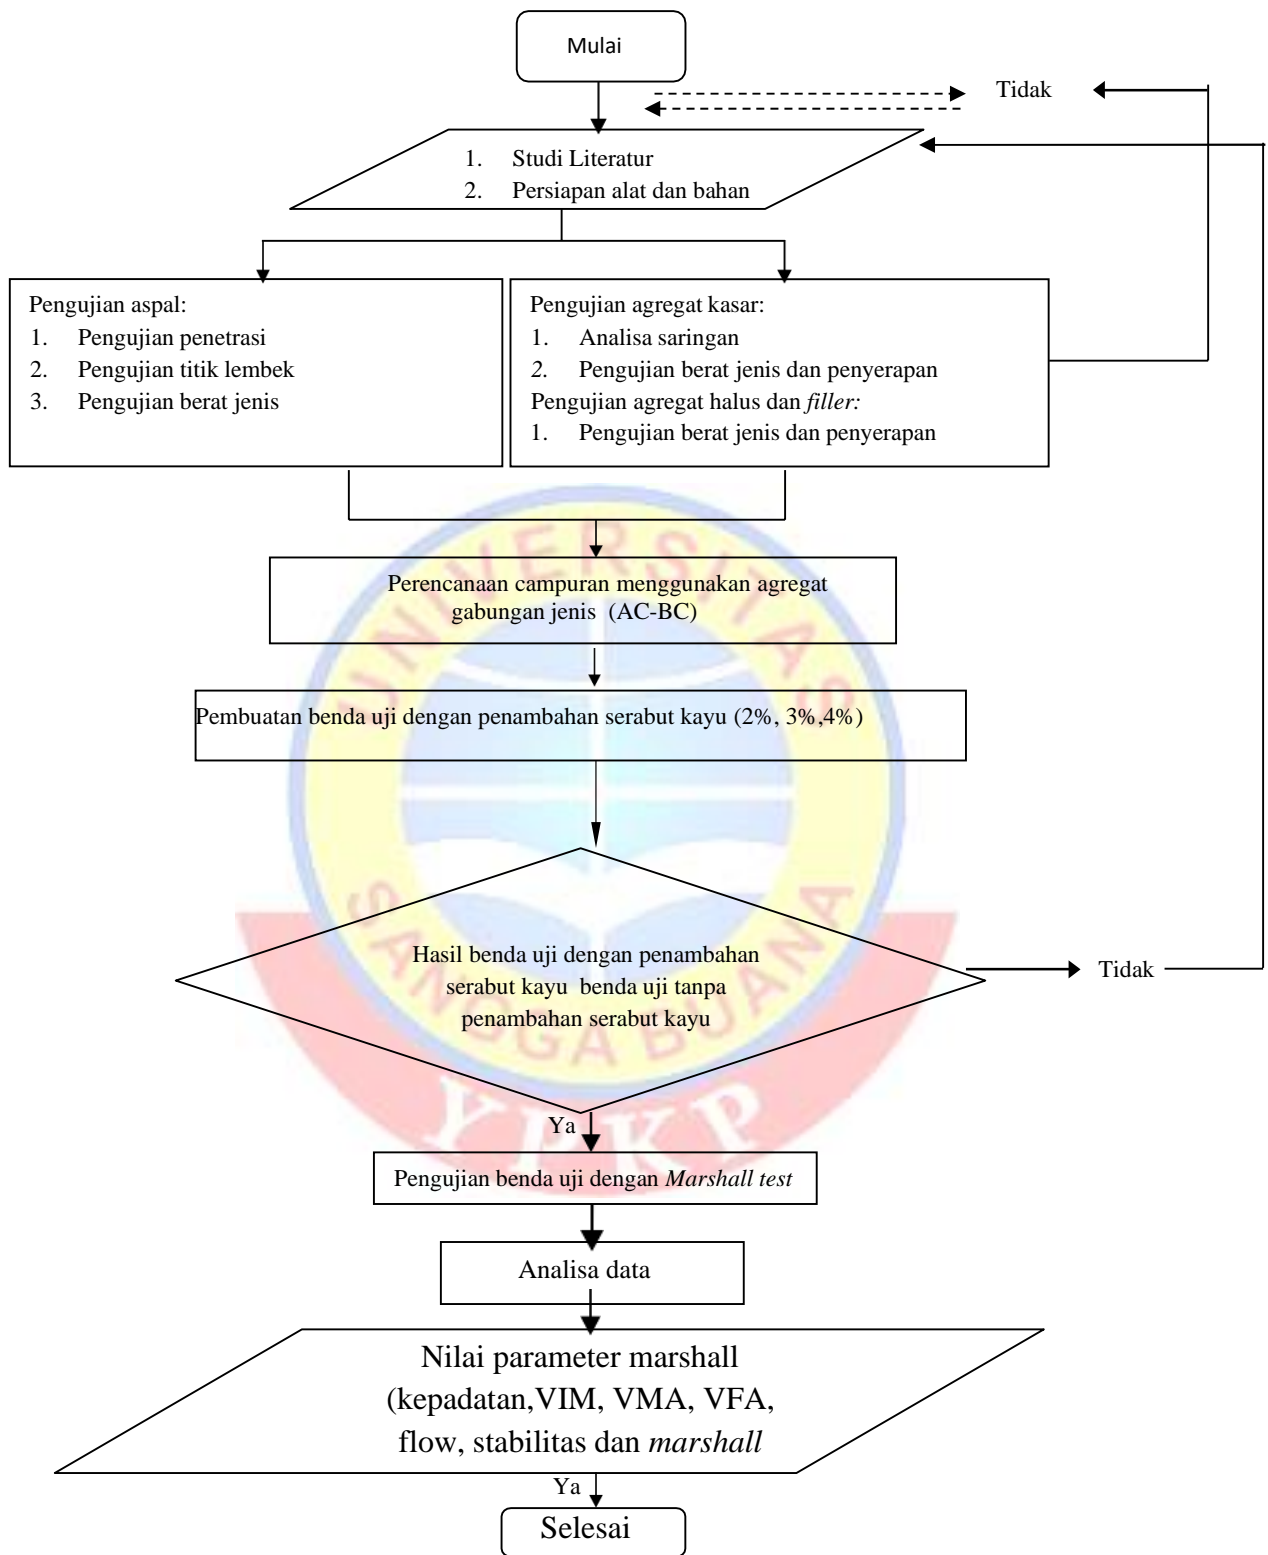 Mulai
Tidak
1. Studi Literatur
2. Persiapan alat dan bahan
Pengujian aspal:
1. Pengujian penetrasi
2. Pengujian titik lembek
3. Pengujian berat jenis
Pengujian agregat kasar:
1. Analisa saringan
2. Pengujian berat jenis dan penyerapan
Pengujian agregat halus dan filler:
1. Pengujian berat jenis dan penyerapan
UNIVERSITAS
Perencanaan campuran menggunakan agregat
gabungan jenis (AC-BC)
Pembuatan benda uji dengan penambahan serabut kayu (2%, 3%,4%)
Hasil benda uji dengan penambahan
serabut kayu benda uji tanpa
penambahan serabut kayu
Tidak
SANGGA BUANA
YPKP
Ya
Pengujian benda uji dengan Marshall test
Analisa data
Nilai parameter marshall
(kepadatan,VIM, VMA, VFA,
flow, stabilitas dan marshall
Ya
Selesai